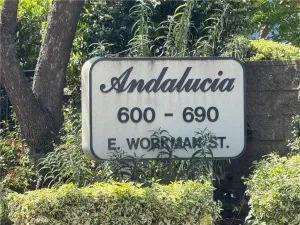 Andalucia
600 - 690
E. WORKMAN ST.